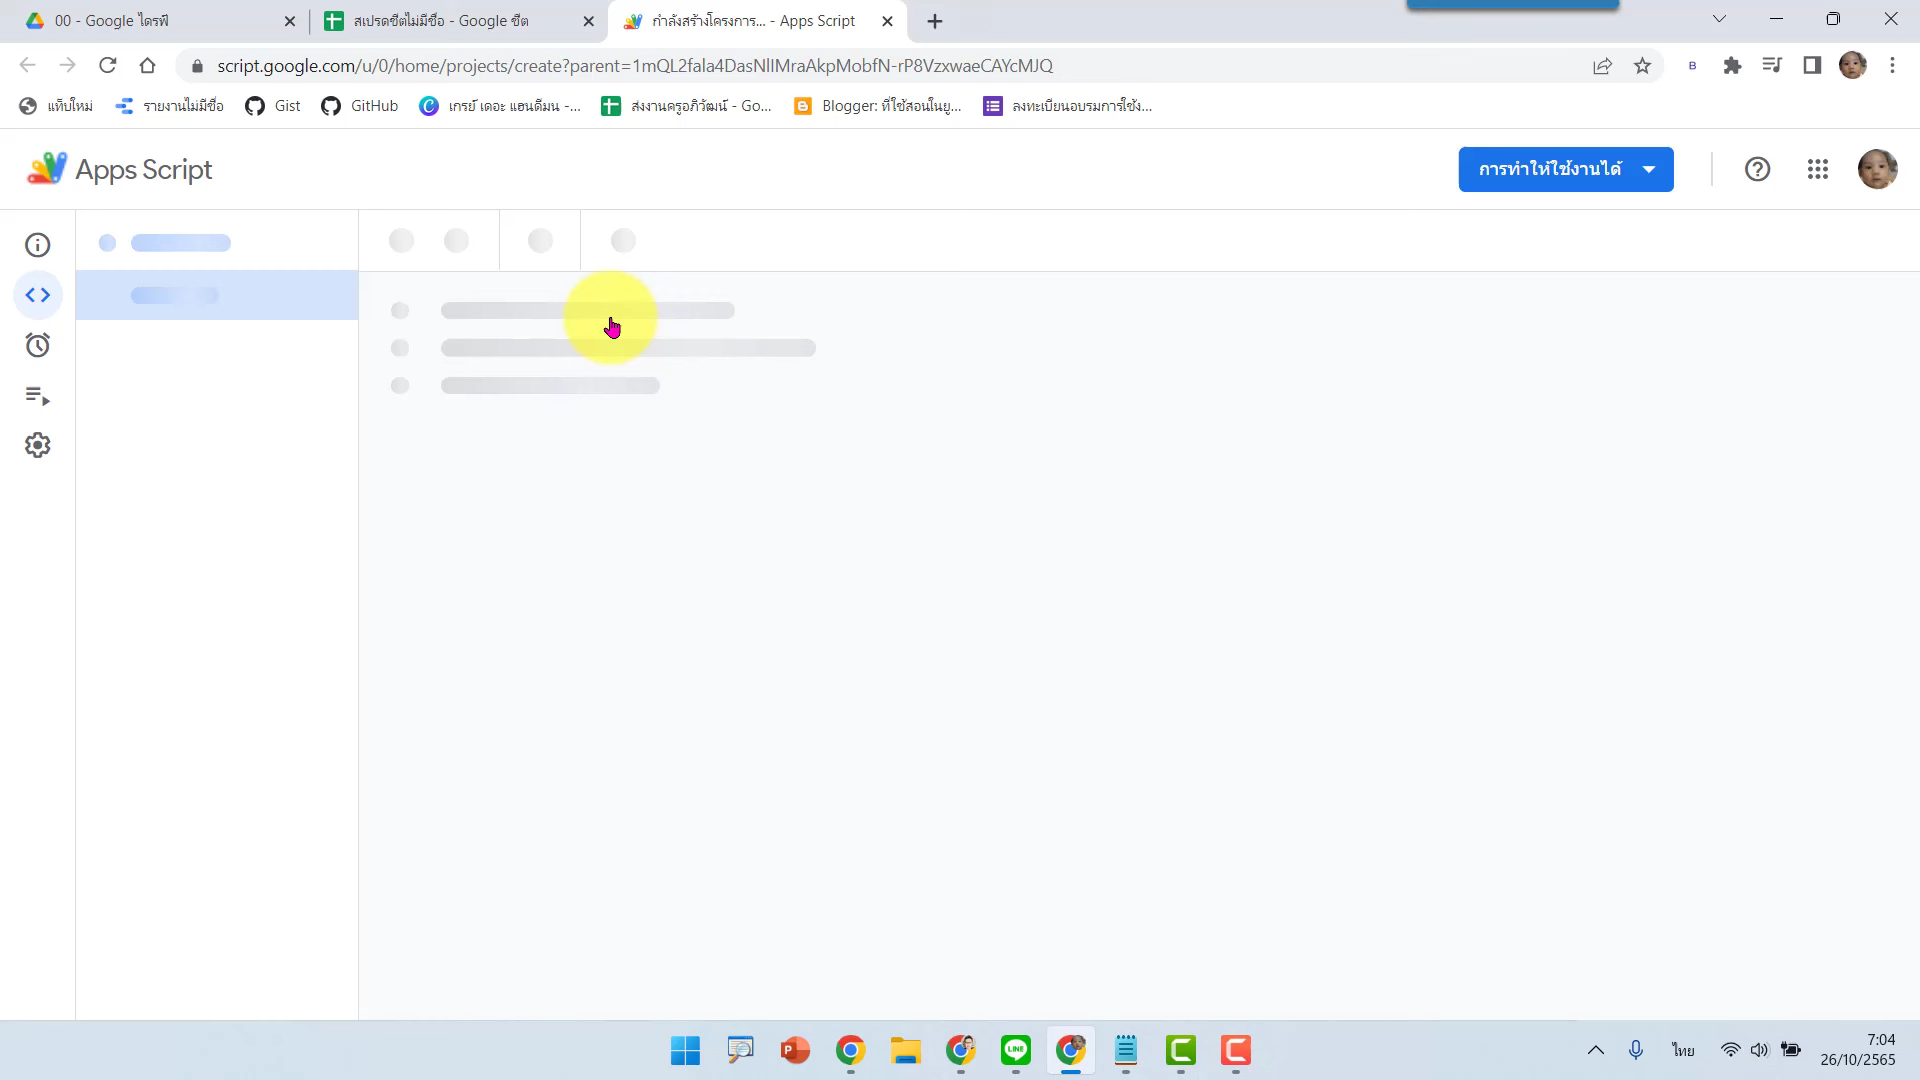 00 - Google ไดรฟ์
สเปรดชีตไม่มีชื่อ - Google ชีต
กำลังสร้างโครงการ... - Apps Script
script.google.com/u/0/home/projects/create?parent=1mQL2fala4DasNlIMraAkpMobfN-rP8VzxwaeCAYcMJQ
B
แท็บใหม่
รายงานไม่มีชื่อ
Gist
GitHub
เกรย์ เดอะ แฮนดีมน -...
ส่งงานครูอภิวัฒน์ - Go...
Blogger: ที่ใช้สอนในยู...
ลงทะเบียนอบรมการใช้ง...
Apps Script
การทำให้ใช้งานได้
P
LINE
ไทย
7:04
26/10/2565